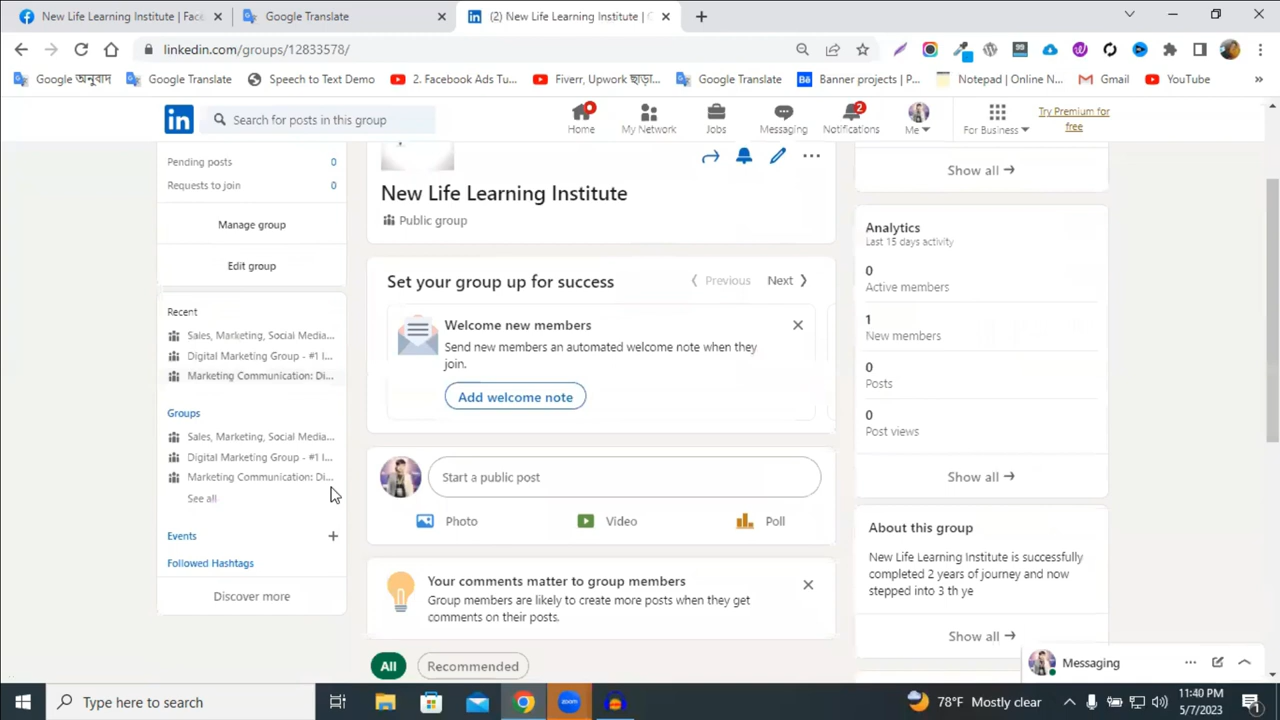 New Life Learning Institute | Face
Google Translate
(2) New Life Learning Institute |
linkedin.com/groups/12833578/
Google অনুবাদ
Google Translate
Speech to Text Demo
2. Facebook Ads Tu...
Fiverr, Upwork ছাড়া...
Google Translate
Banner projects | P...
Notepad | Online N...
Gmail
YouTube
in
Search for posts in this group
Home
My Network
Jobs
Messaging
2
Notifications
Me
For Business
Try Premium for
free
Pending posts 0
Requests to join 0
Manage group
Edit group
Recent
Sales, Marketing, Social Media...
Digital Marketing Group - #1 I...
Marketing Communication: Di...
Groups
Sales, Marketing, Social Media...
Digital Marketing Group - #1 I...
Marketing Communication: Di...
See all
Events
Followed Hashtags
Discover more
New Life Learning Institute
Public group
Set your group up for success
Previous Next
Welcome new members
Send new members an automated welcome note when they
join.
Add welcome note
Start a public post
Photo Video Poll
Your comments matter to group members
Group members are likely to create more posts when they get
comments on their posts.
All Recommended
Show all
Analytics
Last 15 days activity
0
Active members
1
New members
0
Posts
0
Post views
Show all
About this group
New Life Learning Institute is successfully
completed 2 years of journey and now
stepped into 3 th ye
Show all
Messaging
Type here to search
zoom
78°F Mostly clear
11:40 PM
5/7/2023
1